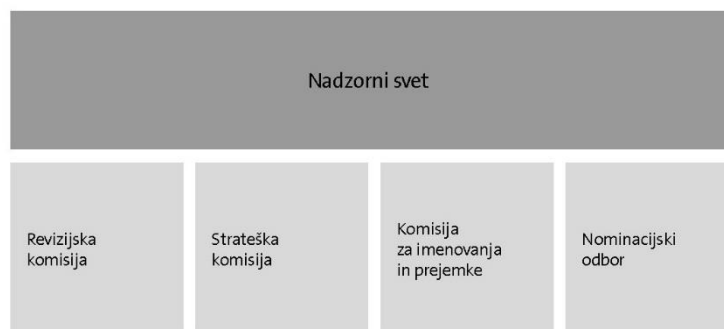 Nadzorni svet
Revizijska
komisija
Strateška
komisija
Komisija
za imenovanja
in prejemke
Nominacijski
odbor